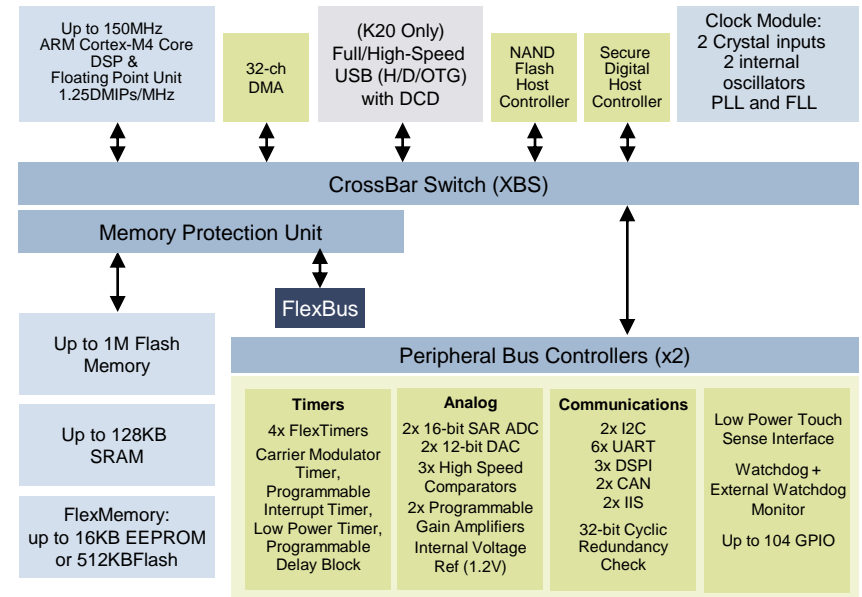 Up to 150MHz
ARM Cortex-M4 Core
DSP &
Floating Point Unit
1.25DMIPs/MHz
32-ch
DMA
(K20 Only)
Full/High-Speed
USB (H/D/OTG)
with DCD
NAND
Flash
Host
Controller
Secure
Digital
Host
Controller
Clock Module:
2 Crystal inputs
2 internal
oscillators
PLL and FLL
CrossBar Switch (XBS)
Memory Protection Unit
FlexBus
Up to 1M Flash
Memory
Up to 128KB
SRAM
FlexMemory:
up to 16KB EEPROM
or 512KBFlash
Peripheral Bus Controllers (x2)
Timers
4x FlexTimers
Carrier Modulator
Timer,
Programmable
Interrupt Timer,
Low Power Timer,
Programmable
Delay Block
Analog
2x 16-bit SAR ADC
2x 12-bit DAC
3x High Speed
Comparators
2x Programmable
Gain Amplifiers
Internal Voltage
Ref (1.2V)
Communications
2x I2C
6x UART
3x DSPI
2x CAN
2x IIS
32-bit Cyclic
Redundancy
Check
Low Power Touch
Sense Interface
Watchdog +
External Watchdog
Monitor
Up to 104 GPIO